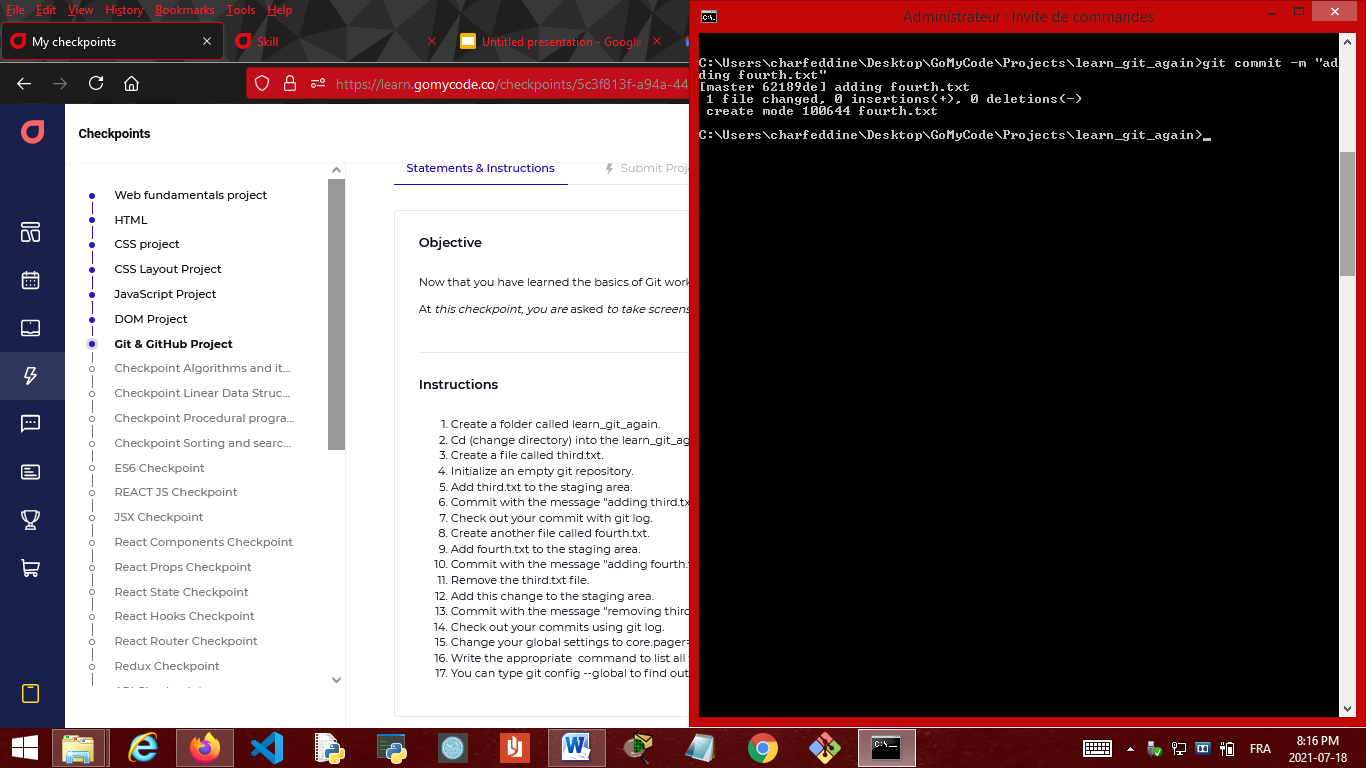 File Edit View History Bookmarks Tools Help
My checkpoints
Skill
Untitled presentation - Google
https://learn.gomycode.co/checkpoints/5c3f813f-a94a-44
Checkpoints
Web fundamentals project
HTML
CSS project
CSS Layout Project
JavaScript Project
DOM Project
Git & GitHub Project
Checkpoint Algorithms and it...
Checkpoint Linear Data Struc...
Checkpoint Procedural progra...
Checkpoint Sorting and searc...
ES6 Checkpoint
REACT JS Checkpoint
JSX Checkpoint
React Components Checkpoint
React Props Checkpoint
React State Checkpoint
React Hooks Checkpoint
React Router Checkpoint
Redux Checkpoint
Statements & Instructions
Submit Proj
Objective
Now that you have learned the basics of Git work
At this checkpoint, you are asked to take screens
Instructions
1. Create a folder called learn_git_again.
2. Cd (change directory) into the learn_git_ag
3. Create a file called third.txt.
4. Initialize an empty git repository.
5. Add third.txt to the staging area.
6. Commit with the message "adding third.tx
7. Check out your commit with git log.
8. Create another file called fourth.txt.
9. Add fourth.txt to the staging area.
10. Commit with the message "adding fourth.t
11. Remove the third.txt file.
12. Add this change to the staging area.
13. Commit with the message "removing third
14. Check out your commits using git log.
15. Change your global settings to core.pager=
16. Write the appropriate  command to list all
17. You can type git config --global to find out
Administrateur : Invite de commandes
C:\Users\charfeddine\Desktop\GoMyCode\Projects\learn_git_again>git commit -m "ad
ding fourth.txt"
[master 62189de] adding fourth.txt
1 file changed, 0 insertions(+), 0 deletions(-)
create mode 100644 fourth.txt
C:\Users\charfeddine\Desktop\GoMyCode\Projects\learn_git_again>_
FRA
8:16 PM
2021-07-18